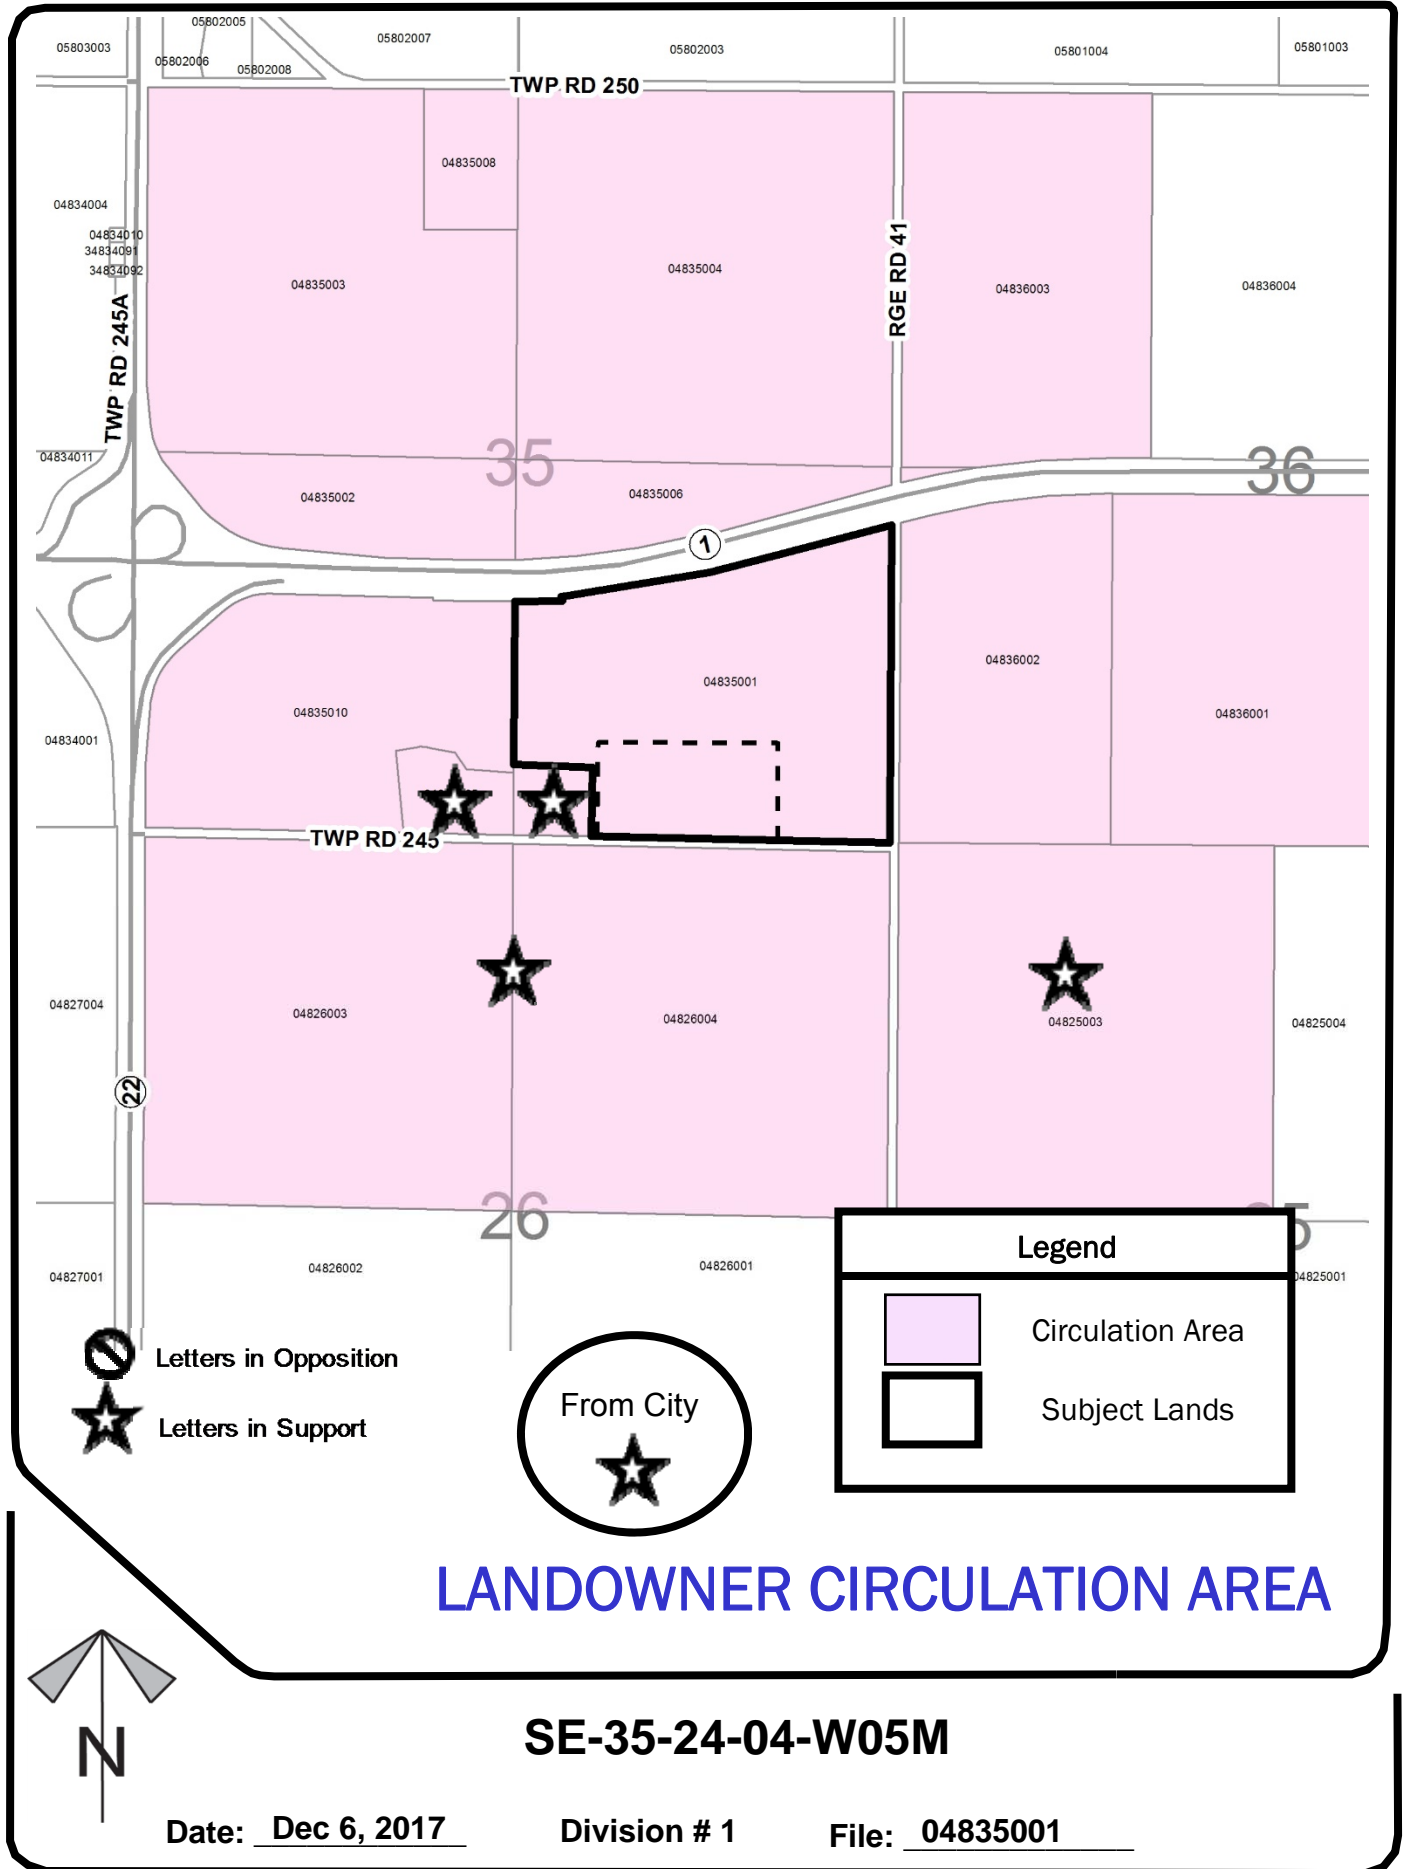 05802005
05803003
05802007
05802003
05801004
05801003
05802006
05802008
TWP RD 250
04835008
04834004
04834010
34834091
34834092
04835003
04835004
RGE RD 41
04836003
04836004
TWP RD 245A
04834011
35
36
04835002
04835006
1
04836002
04835001
04835010
04836001
04834001
TWP RD 245
04827004
04826003
04826004
04825003
04825004
22
26
04827001
04826002
04826001
04825001
Legend
Circulation Area
Subject Lands
Letters in Opposition
Letters in Support
From City
LANDOWNER CIRCULATION AREA
N
SE-35-24-04-W05M
Date: Dec 6, 2017 Division # 1 File: 04835001